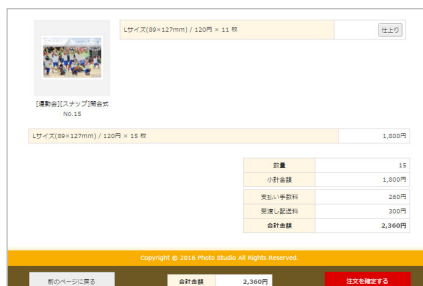 Lサイズ(89×127mm) / 120円 × 11 枚
仕上り
[運動会][スナップ]開会式
NO.15
Lサイズ(89×127mm) / 120円 × 15 枚
1,800円
数量
15
小計金額
1,800円
支払い手数料
260円
受渡し配送料
300円
合計金額
2,360円
Copyright © 2016 Photo Studio All Rights Reserved.
前のページに戻る
合計金額
2,360円
注文を確定する